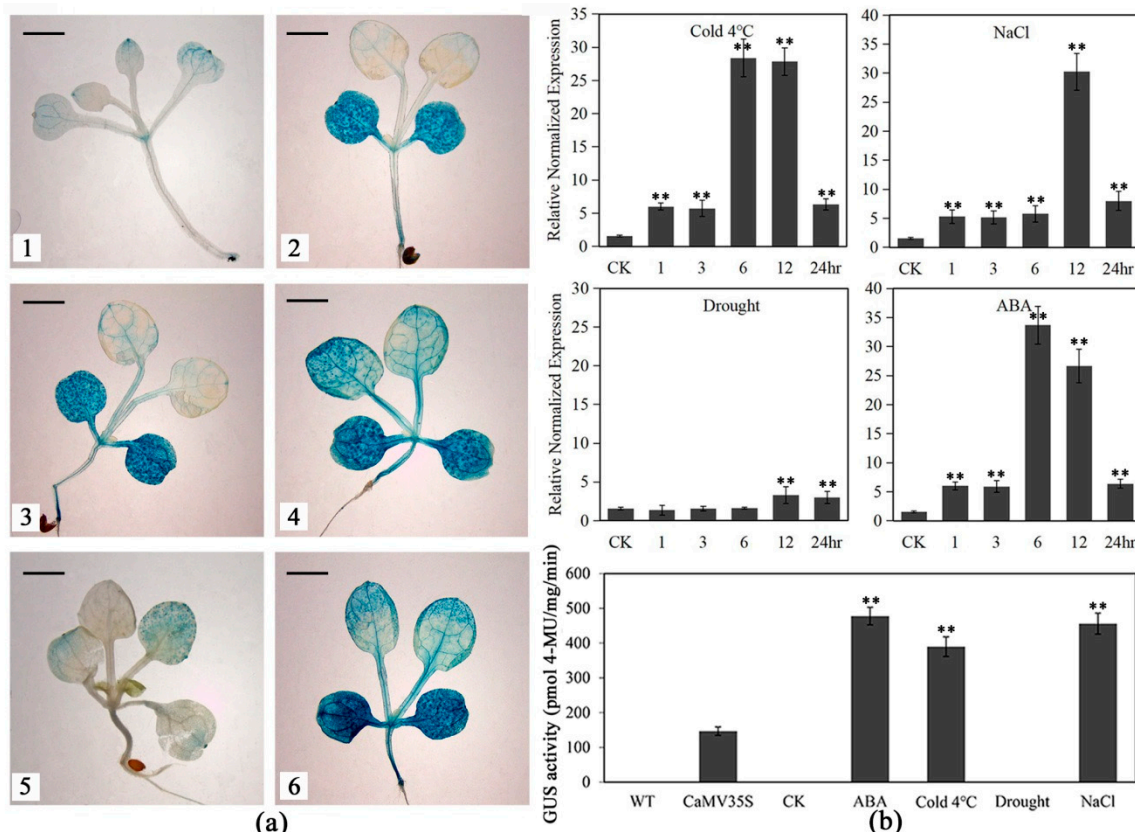 1
2
3
4
5
6
(a)
Cold 4°C
Relative Normalized Expression
35
30
25
20
15
10
5
0
** ** ** ** **
CK 1 3 6 12 24hr
NaCl
40
35
30
25
20
15
10
5
0
** ** ** ** **
CK 1 3 6 12 24hr
Drought
Relative Normalized Expression
30
25
20
15
10
5
0
** **
CK 1 3 6 12 24hr
ABA
40
35
30
25
20
15
10
5
0
** ** ** ** **
CK 1 3 6 12 24hr
GUS activity (pmol 4-MU/mg/min)
600
500
400
300
200
100
0
** ** **
WT CaMV35S CK ABA Cold 4°C Drought NaCl
(b)